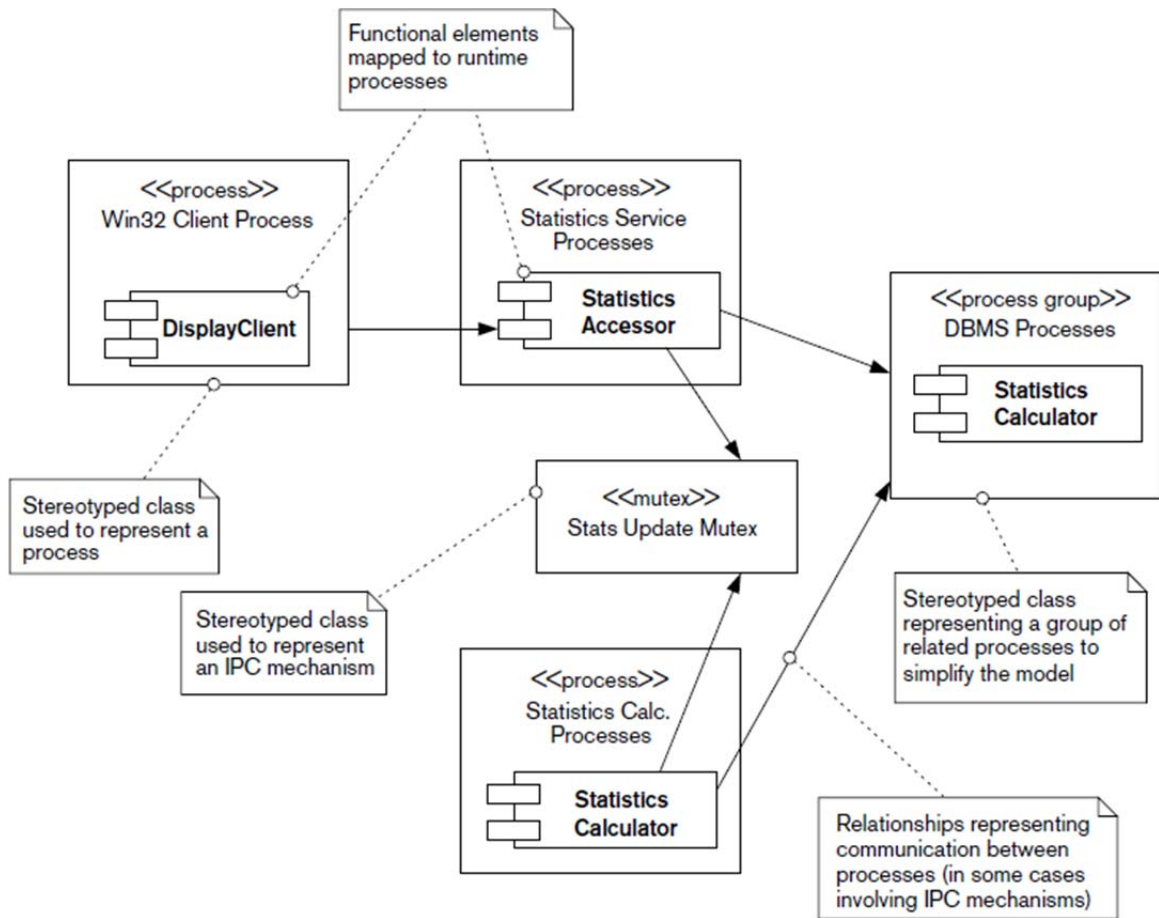 Functional elements
mapped to runtime
processes
<<process>>
Win32 Client Process
DisplayClient
<<process>>
Statistics Service
Processes
Statistics
Accessor
<<process group>>
DBMS Processes
Statistics
Calculator
Stereotyped class
used to represent a
process
<<mutex>>
Stats Update Mutex
Stereotyped class
used to represent
an IPC mechanism
Stereotyped class
representing a group of
related processes to
simplify the model
<<process>>
Statistics Calc.
Processes
Statistics
Calculator
Relationships representing
communication between
processes (in some cases
involving IPC mechanisms)